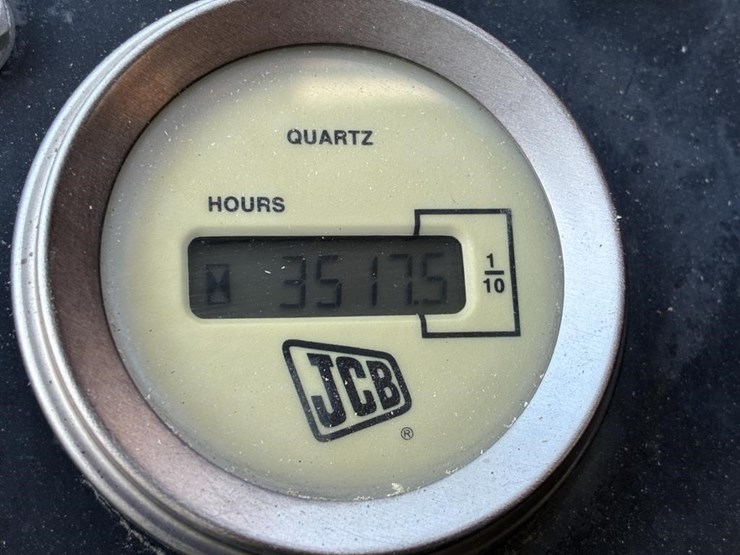 QUARTZ
HOURS
3517.5
1/10
JCB
®